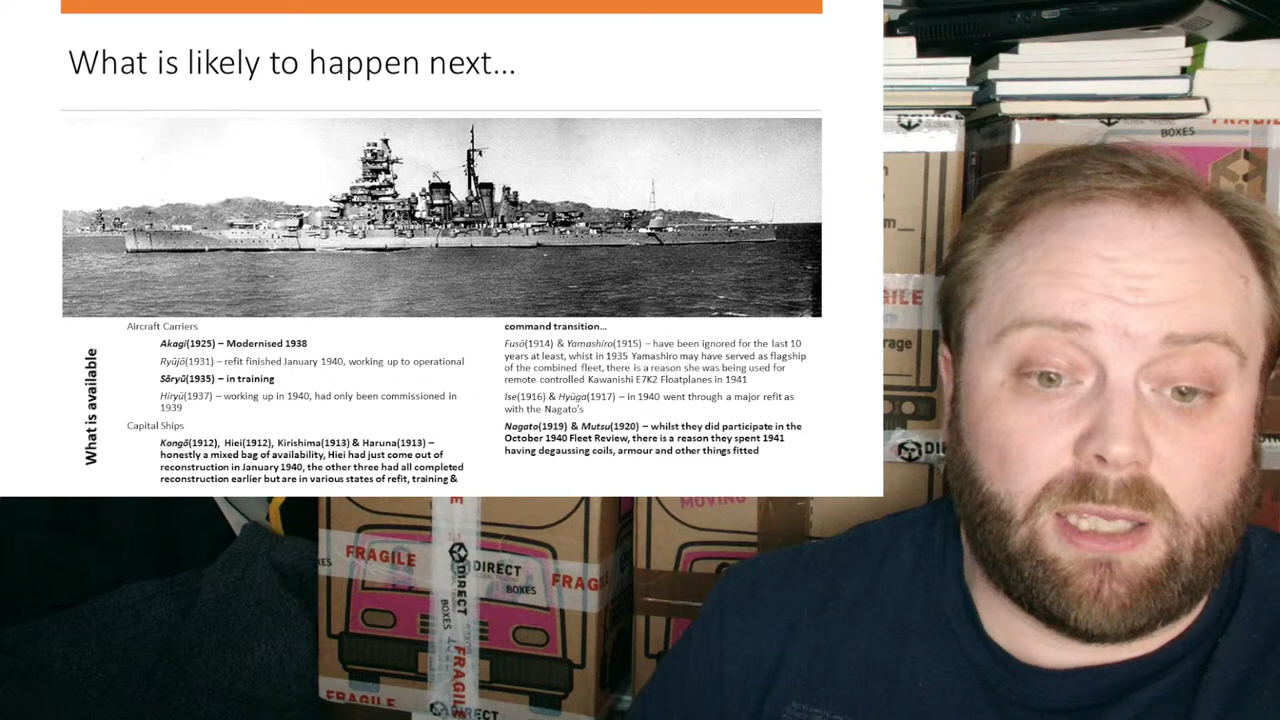 What is likely to happen next...
What is available
Aircraft Carriers
Akagi(1925) – Modernised 1938
Ryūjō(1931) – refit finished January 1940, working up to operational
Sōryū(1935) – in training
Hiryū(1937) – working up in 1940, had only been commissioned in
1939
Capital Ships
Kongō(1912), Hiei(1912), Kirishima(1913) & Haruna(1913) –
honestly a mixed bag of availability, Hiei had just come out of
reconstruction in January 1940, the other three had all completed
reconstruction earlier but are in various states of refit, training &
command transition...
Fusō(1914) & Yamashiro(1915) – have been ignored for the last 10
years at least, whist in 1935 Yamashiro may have served as flagship
of the combined fleet, there is a reason she was being used for
remote controlled Kawanishi E7K2 Floatplanes in 1941
Ise(1916) & Hyūga(1917) – in 1940 went through a major refit as
with the Nagato's
Nagato(1919) & Mutsu(1920) – whilst they did participate in the
October 1940 Fleet Review, there is a reason they spent 1941
having degaussing coils, armour and other things fitted
BOXES
FRAGILE
DIRECT
BOXES
FRAGILE
MOVING
FRAGILE
FRAGILE
DIRECT